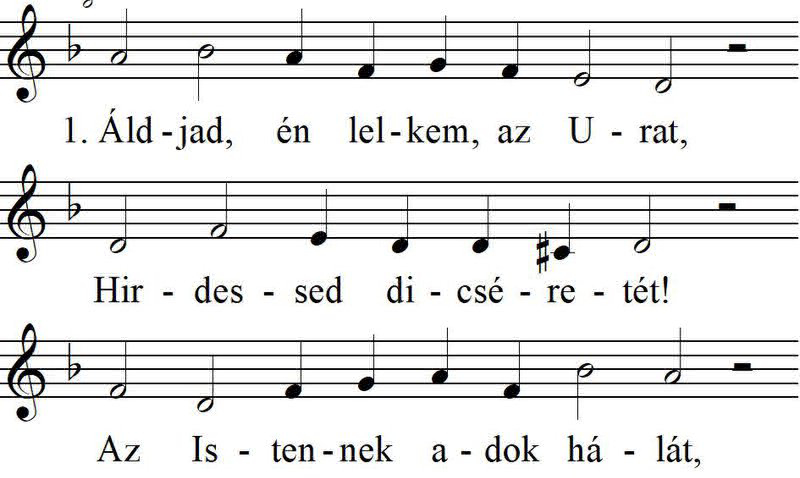 1. Áld - jad, én lel - kem, az U - rat,
Hir - des - sed di - csé - re - tét!
Az Is - ten - nek a - dok há - lát,